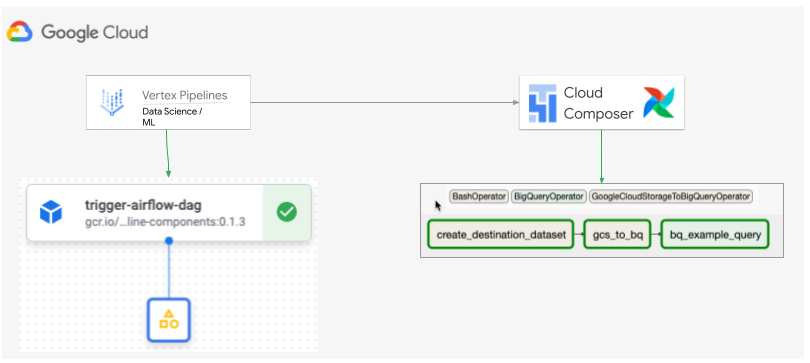 Google Cloud
Vertex Pipelines
Data Science /
ML
Cloud
Composer
trigger-airflow-dag
gcr.io/...line-components:0.1.3
BashOperator BigQueryOperator GoogleCloudStorageToBigQueryOperator
create_destination_dataset gcs_to_bq bq_example_query